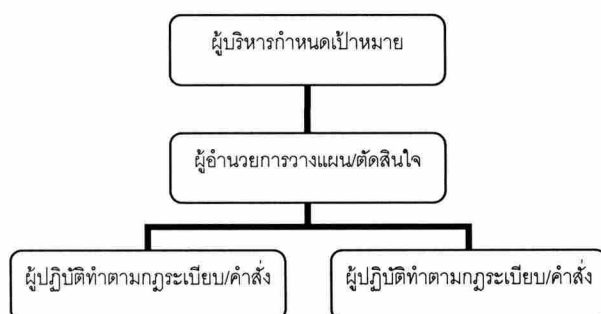 ผู้บริหารกำหนดเป้าหมาย
ผู้อำนวยการวางแผน/ตัดสินใจ
ผู้ปฏิบัติทำตามกฎระเบียบ/คำสั่ง
ผู้ปฏิบัติทำตามกฎระเบียบ/คำสั่ง